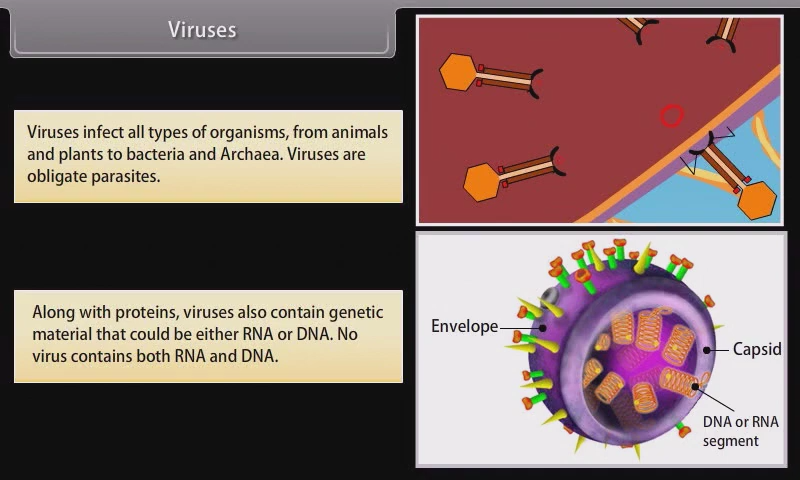 Viruses
Viruses infect all types of organisms, from animals
and plants to bacteria and Archaea. Viruses are
obligate parasites.
Along with proteins, viruses also contain genetic
material that could be either RNA or DNA. No
virus contains both RNA and DNA.
Envelope
Capsid
DNA or RNA
segment